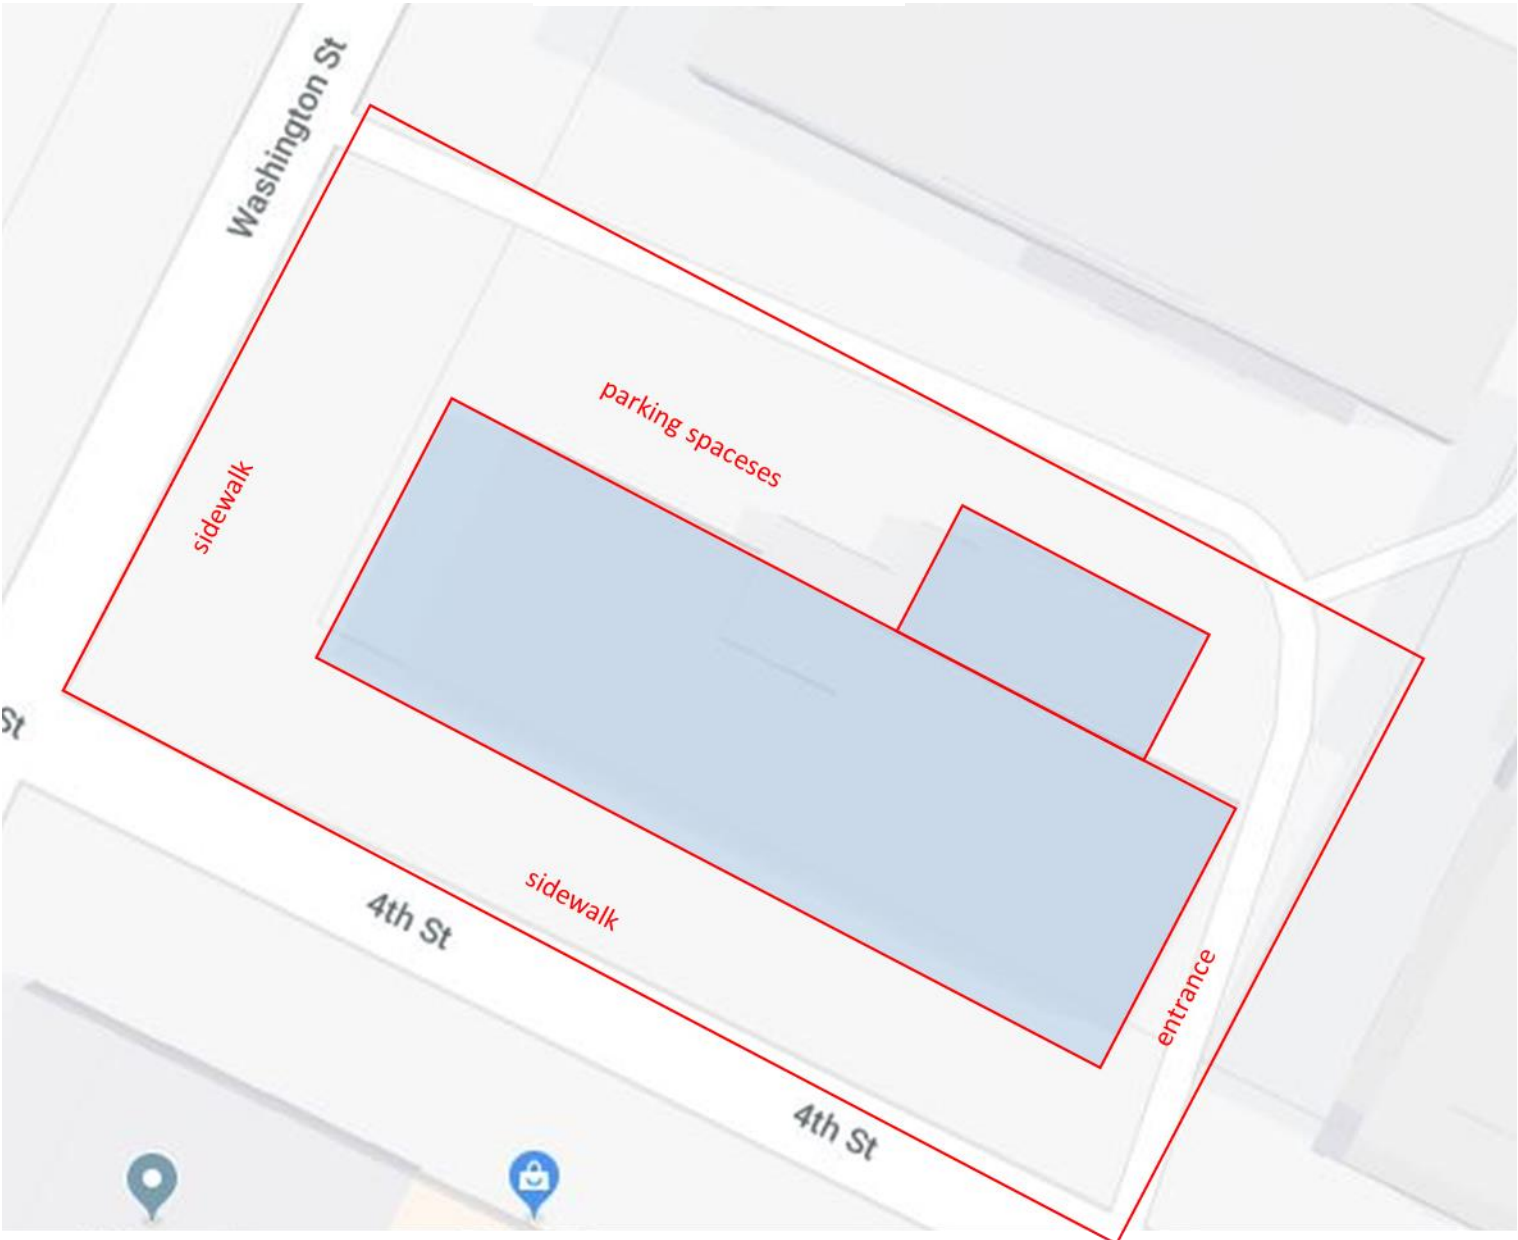 Washington St
parking spaceses
sidewalk
St
sidewalk
4th St
entrance
4th St